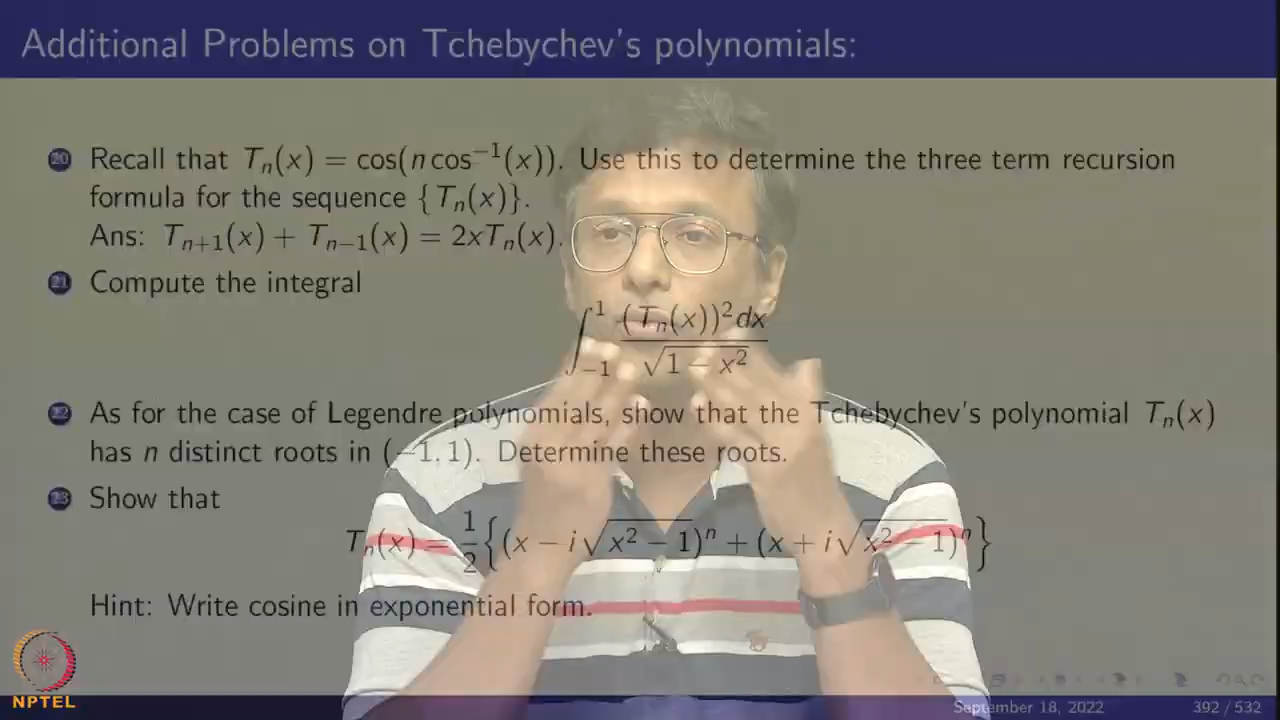 Additional Problems on Tchebychev's polynomials:
20 Recall that Tₙ(x) = cos(n cos⁻¹(x)). Use this to determine the three term recursion
formula for the sequence {Tₙ(x)}.
Ans: Tₙ₊₁(x) + Tₙ₋₁(x) = 2xTₙ(x).
21 Compute the integral
∫₋₁¹ (Tₙ(x))²dx / √(1 − x²)
22 As for the case of Legendre polynomials, show that the Tchebychev's polynomial Tₙ(x)
has n distinct roots in (−1, 1). Determine these roots.
23 Show that
Tₙ(x) = 1/2 {(x − i√(x² − 1))ⁿ + (x + i√(x² − 1))ⁿ}
Hint: Write cosine in exponential form.
NPTEL
September 18, 2022 392 / 532